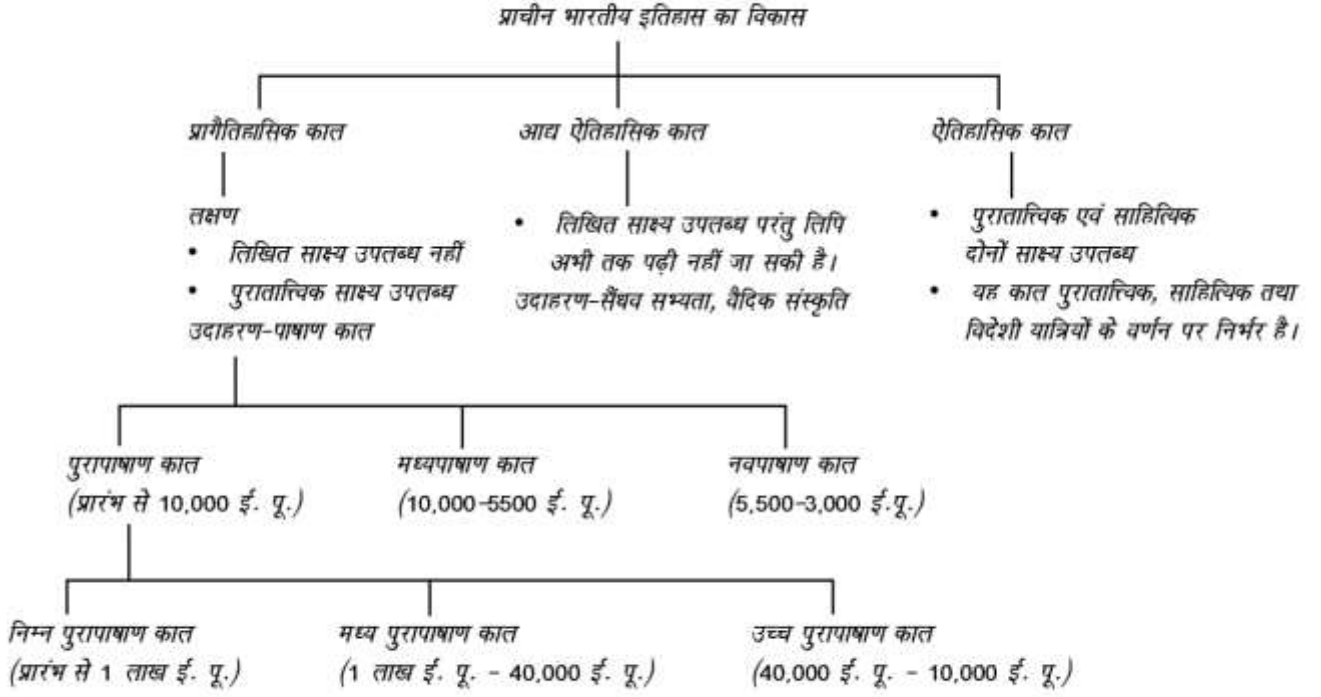 प्राचीन भारतीय इतिहास का विकास
प्रागैतिहासिक काल
आद्य ऐतिहासिक काल
ऐतिहासिक काल
लक्षण
• लिखित साक्ष्य उपलब्ध नहीं
• पुरातात्त्विक साक्ष्य उपलब्ध
उदाहरण-पाषाण काल
• लिखित साक्ष्य उपलब्ध परंतु लिपि
अभी तक पढ़ी नहीं जा सकी है।
उदाहरण-सैंधव सभ्यता, वैदिक संस्कृति
• पुरातात्त्विक एवं साहित्यिक
दोनों साक्ष्य उपलब्ध
• यह काल पुरातात्त्विक, साहित्यिक तथा
विदेशी यात्रियों के वर्णन पर निर्भर है।
पुरापाषाण काल
(प्रारंभ से 10,000 ई. पू.)
मध्यपाषाण काल
(10,000-5500 ई. पू.)
नवपाषाण काल
(5,500-3,000 ई.पू.)
निम्न पुरापाषाण काल
(प्रारंभ से 1 लाख ई. पू.)
मध्य पुरापाषाण काल
(1 लाख ई. पू. - 40,000 ई. पू.)
उच्च पुरापाषाण काल
(40,000 ई. पू. - 10,000 ई. पू.)